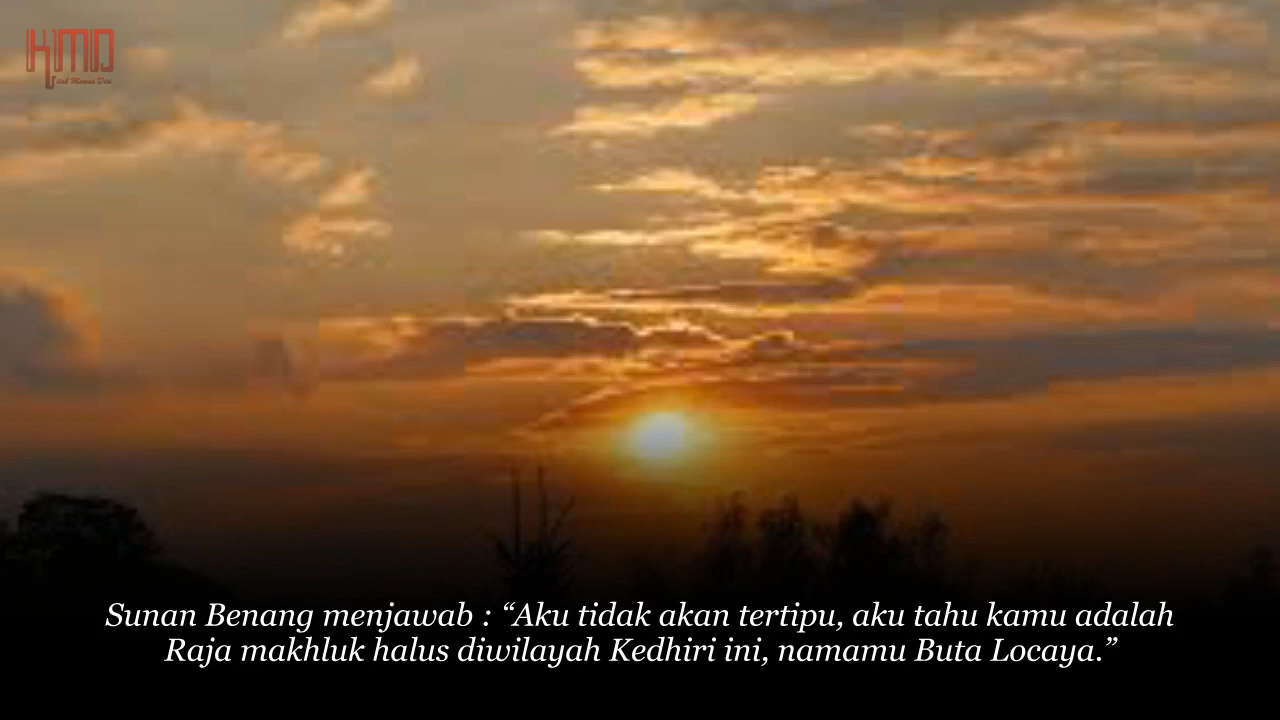 KMD
Sunan Benang menjawab : “Aku tidak akan tertipu, aku tahu kamu adalah
Raja makhluk halus diwilayah Kedhiri ini, namamu Buta Locaya.”